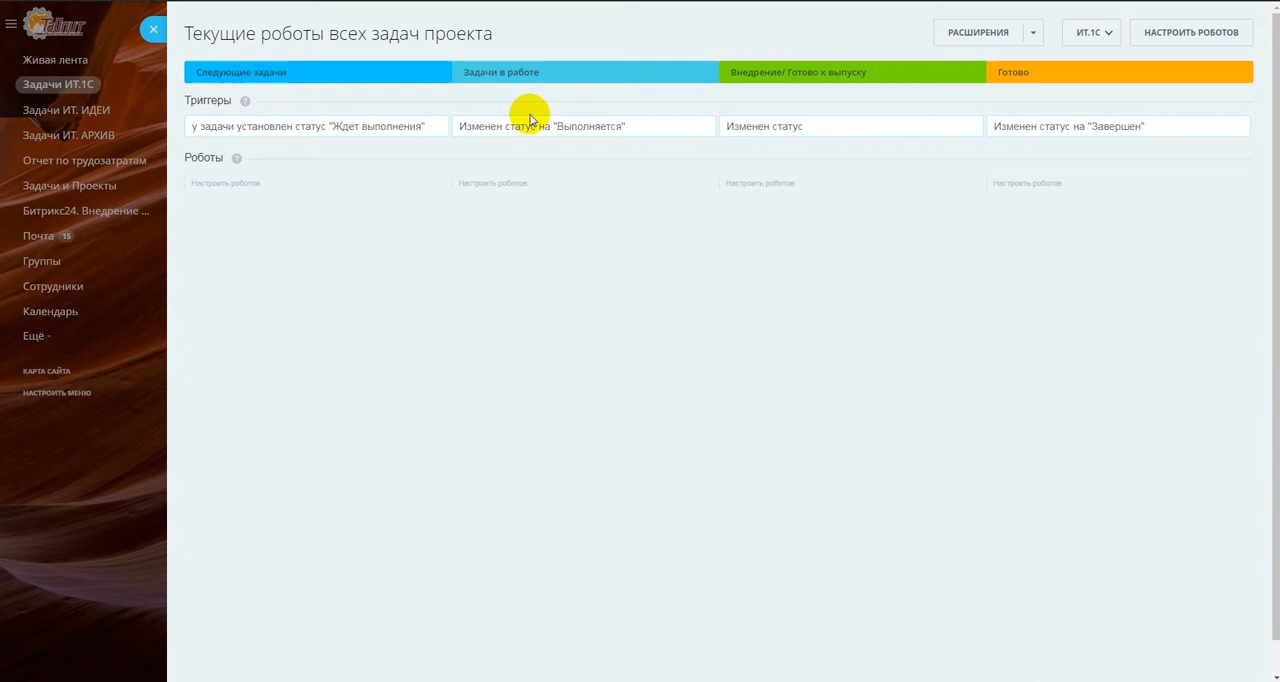 Живая лента
Задачи ИТ.1С
Задачи ИТ. ИДЕИ
Задачи ИТ. АРХИВ
Отчет по трудозатратам
Задачи и Проекты
Битрикс24. Внедрение ...
Почта 15
Группы
Сотрудники
Календарь
Ещё -
КАРТА САЙТА
НАСТРОИТЬ МЕНЮ
Текущие роботы всех задач проекта
РАСШИРЕНИЯ
ИТ.1С
НАСТРОИТЬ РОБОТОВ
Следующие задачи
Задачи в работе
Внедрение/ Готово к выпуску
Готово
Триггеры ?
у задачи установлен статус "Ждет выполнения"
Изменен статус на "Выполняется"
Изменен статус
Изменен статус на "Завершен"
Роботы ?
Настроить роботов
Настроить роботов
Настроить роботов
Настроить роботов